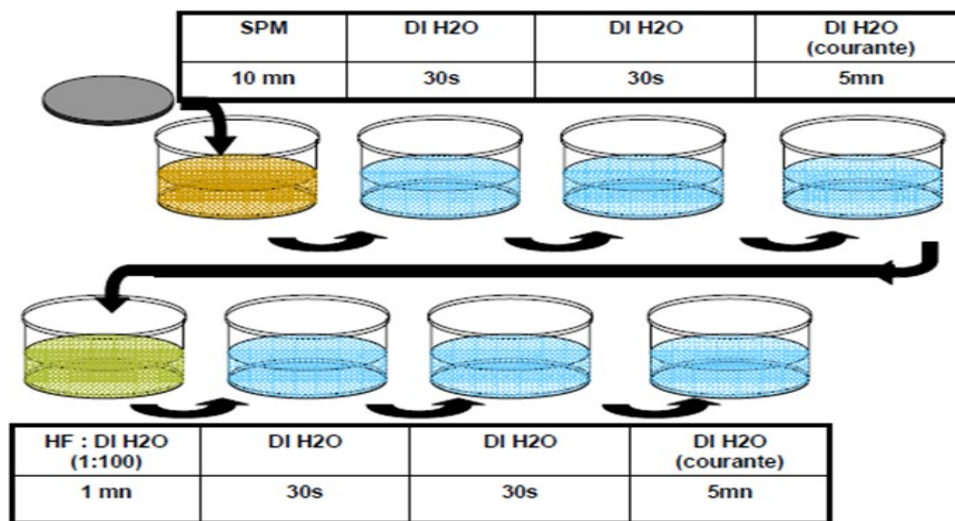 SPM DI H2O DI H2O DI H2O
(courante)
10 mn 30s 30s 5mn
HF : DI H2O DI H2O DI H2O DI H2O
(1:100) (courante)
1 mn 30s 30s 5mn